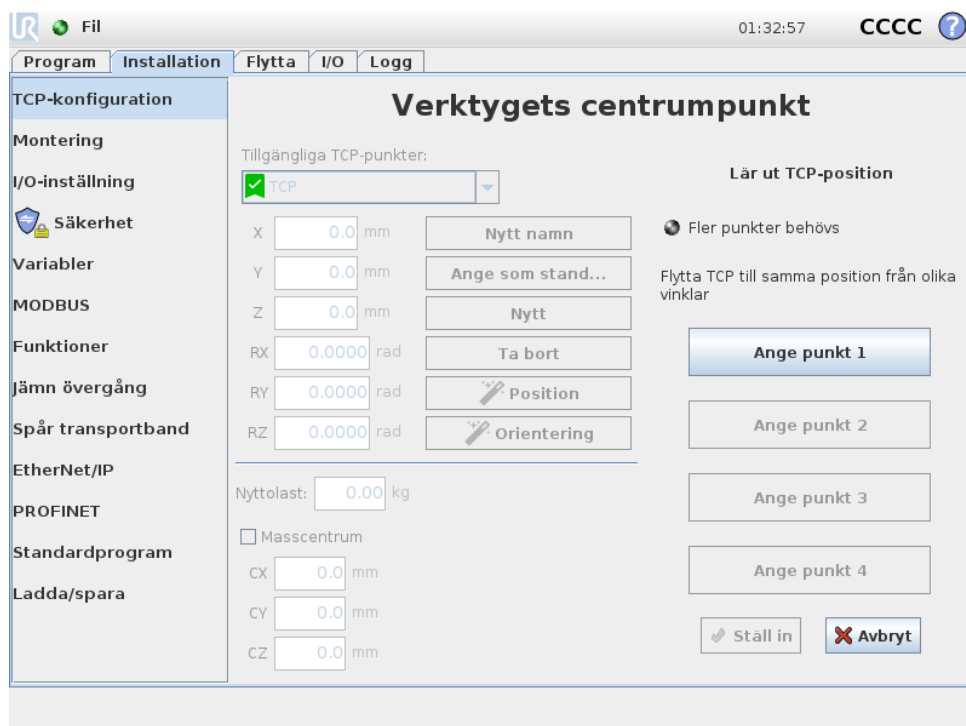 UR Fil 01:32:57 CCCC ?
Program Installation Flytta I/O Logg
TCP-konfiguration
Montering
I/O-inställning
Säkerhet
Variabler
MODBUS
Funktioner
Jämn övergång
Spår transportband
EtherNet/IP
PROFINET
Standardprogram
Ladda/spara
Verktygets centrumpunkt
Tillgängliga TCP-punkter:
TCP
X 0.0 mm Nytt namn
Y 0.0 mm Ange som stand...
Z 0.0 mm Nytt
RX 0.0000 rad Ta bort
RY 0.0000 rad Position
RZ 0.0000 rad Orientering
Nyttolast: 0.00 kg
Masscentrum
CX 0.0 mm
CY 0.0 mm
CZ 0.0 mm
Lär ut TCP-position
Fler punkter behövs
Flytta TCP till samma position från olika
vinklar
Ange punkt 1
Ange punkt 2
Ange punkt 3
Ange punkt 4
Ställ in Avbryt